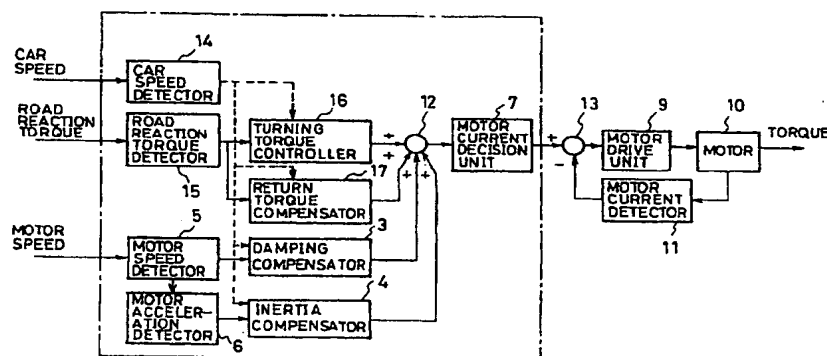 14
CAR
SPEED
CAR
SPEED
DETECTOR
ROAD
REACTION
TORQUE
ROAD
REACTION
TORQUE
DETECTOR
15
16
TURNING
TORQUE
CONTROLLER
12
+
+
+
+
+
7
MOTOR
CURRENT
DECISION
UNIT
13
+
−
9
MOTOR
DRIVE
UNIT
10
MOTOR
TORQUE
17
RETURN
TORQUE
COMPENSATOR
MOTOR
CURRENT
DETECTOR
11
5
MOTOR
SPEED
MOTOR
SPEED
DETECTOR
3
DAMPING
COMPENSATOR
4
MOTOR
ACCELER-
ATION
DETECTOR
6
INERTIA
COMPENSATOR